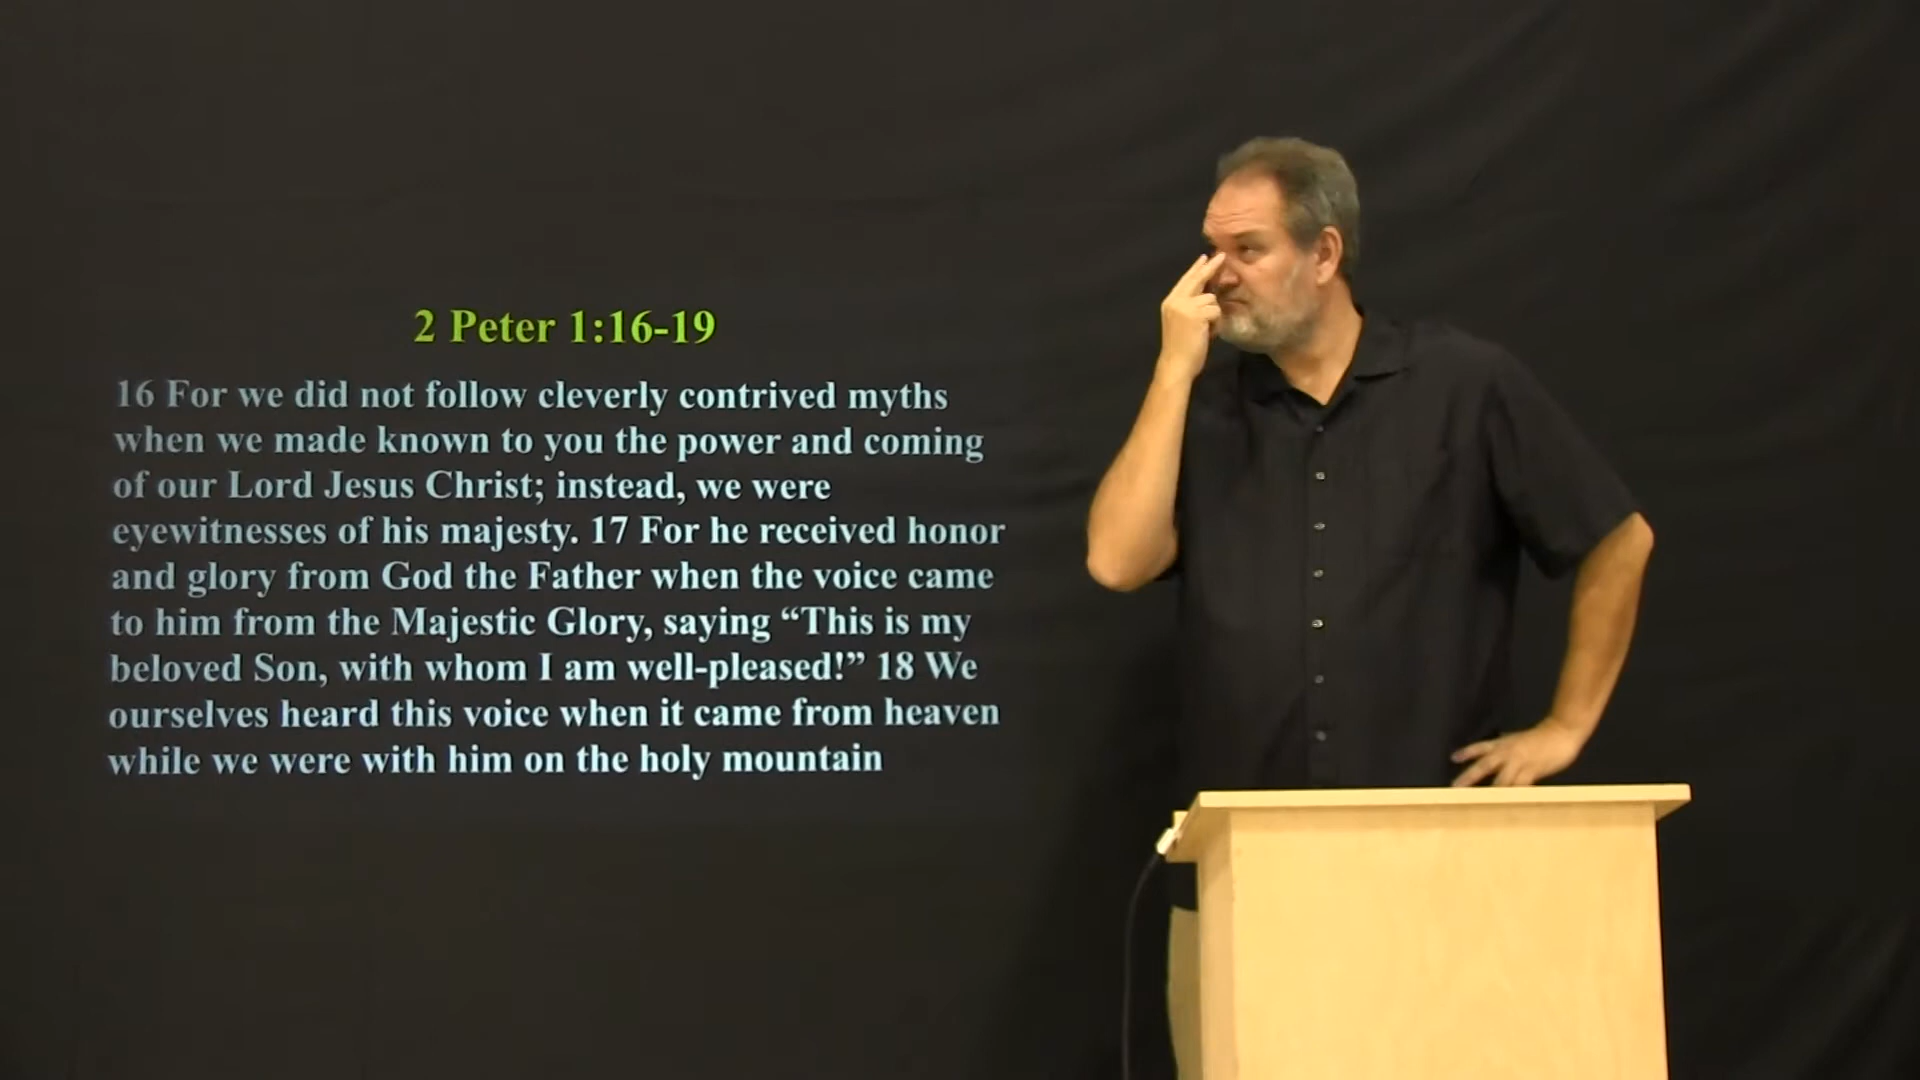 2 Peter 1:16-19
16 For we did not follow cleverly contrived myths
when we made known to you the power and coming
of our Lord Jesus Christ; instead, we were
eyewitnesses of his majesty. 17 For he received honor
and glory from God the Father when the voice came
to him from the Majestic Glory, saying “This is my
beloved Son, with whom I am well-pleased!” 18 We
ourselves heard this voice when it came from heaven
while we were with him on the holy mountain